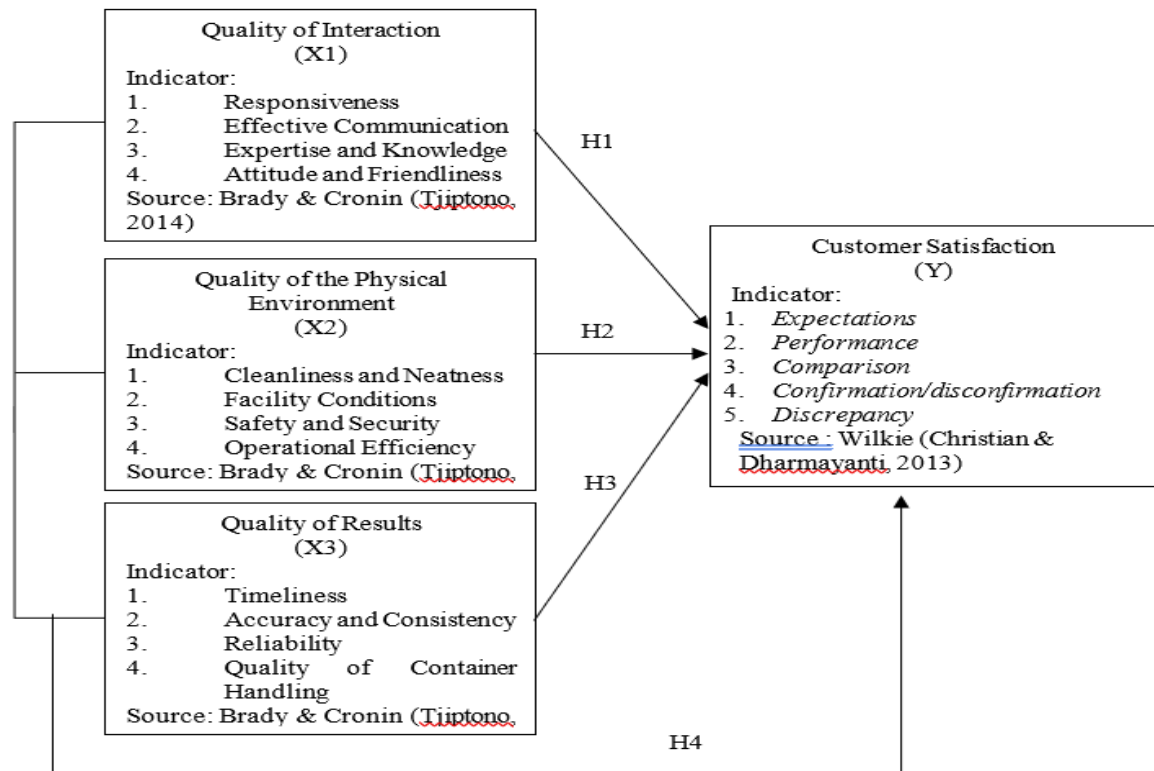 Quality of Interaction
(X1)
Indicator:
1. Responsiveness
2. Effective Communication
3. Expertise and Knowledge
4. Attitude and Friendliness
Source: Brady & Cronin (Tjiptono,
2014)
H1
Quality of the Physical
Environment
(X2)
Indicator:
1. Cleanliness and Neatness
2. Facility Conditions
3. Safety and Security
4. Operational Efficiency
Source: Brady & Cronin (Tjiptono,
H2
Quality of Results
(X3)
Indicator:
1. Timeliness
2. Accuracy and Consistency
3. Reliability
4. Quality of Container
Handling
Source: Brady & Cronin (Tjiptono,
H3
Customer Satisfaction
(Y)
Indicator:
1. Expectations
2. Performance
3. Comparison
4. Confirmation/disconfirmation
5. Discrepancy
Source : Wilkie (Christian &
Dharmayanti, 2013)
H4